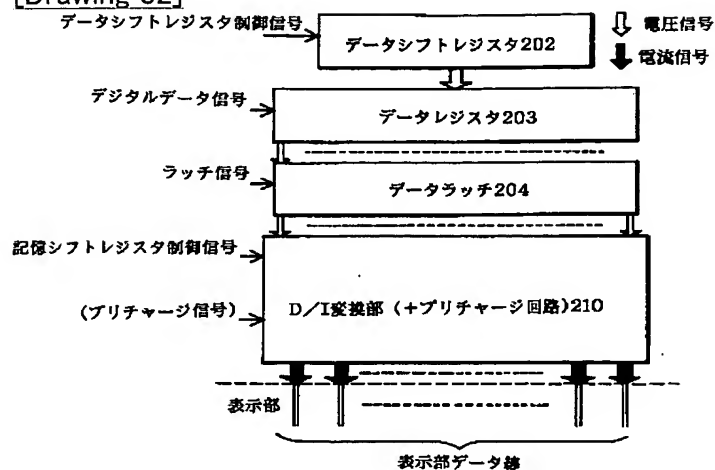 [Drawing 62]
データシフトレジスタ制御信号
データシフトレジスタ202
電圧信号
電流信号
デジタルデータ信号
データレジスタ203
ラッチ信号
データラッチ204
記憶シフトレジスタ制御信号
(プリチャージ信号)
D/I変換部(+プリチャージ回路)210
表示部
表示部データ線